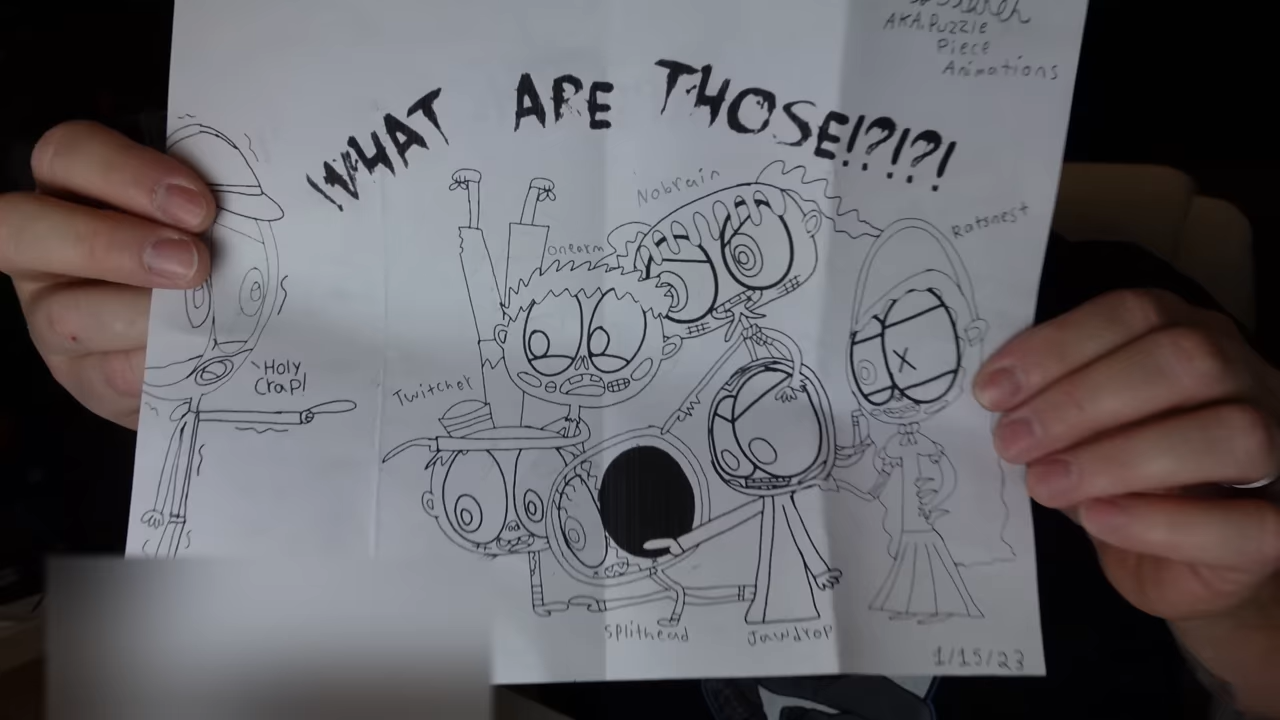 AKA. Puzzle
Piece
Animations
WHAT ARE THOSE!?!?!
Nobrain
Ratsnest
onearm
Holy
Crap!
Twitcher
Splithead
Jawdrop
1/15/23